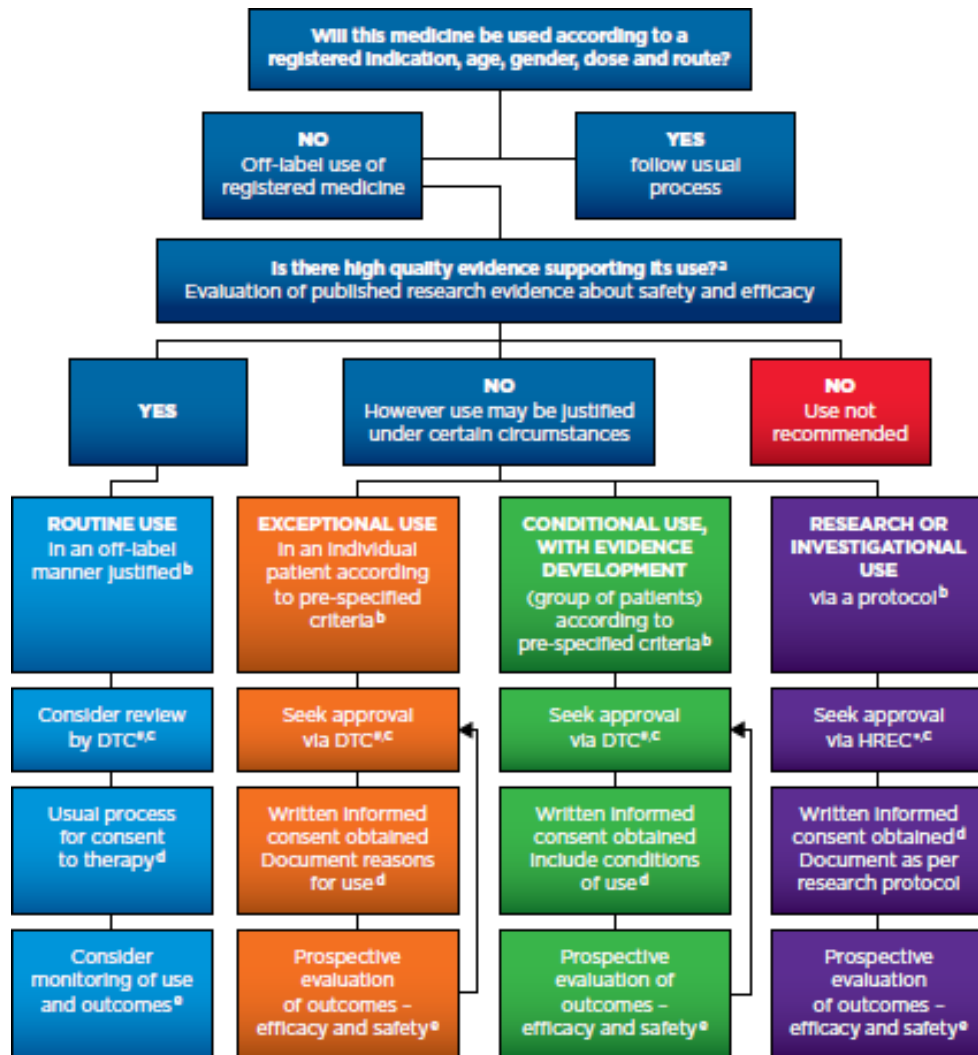 Will this medicine be used according to a
registered indication, age, gender, dose and route?
NO
Off-label use of
registered medicine
YES
follow usual
process
Is there high quality evidence supporting its use?ᵃ
Evaluation of published research evidence about safety and efficacy
YES
NO
However use may be justified
under certain circumstances
NO
Use not
recommended
ROUTINE USE
in an off-label
manner justifiedᵇ
EXCEPTIONAL USE
in an individual
patient according
to pre-specified
criteriaᵇ
CONDITIONAL USE,
WITH EVIDENCE
DEVELOPMENT
(group of patients)
according to
pre-specified criteriaᵇ
RESEARCH OR
INVESTIGATIONAL
USE
via a protocolᵇ
Consider review
by DTC#,ᶜ
Seek approval
via DTC#,ᶜ
Seek approval
via DTC#,ᶜ
Seek approval
via HREC*,ᶜ
Usual process
for consent
to therapyᵈ
Written informed
consent obtained
Document reasons
for useᵈ
Written informed
consent obtained
Include conditions
of useᵈ
Written informed
consent obtainedᵈ
Document as per
research protocol
Consider
monitoring of use
and outcomesᵉ
Prospective
evaluation
of outcomes –
efficacy and safetyᵉ
Prospective
evaluation of
outcomes –
efficacy and safetyᵉ
Prospective
evaluation
of outcomes –
efficacy and safetyᵉ